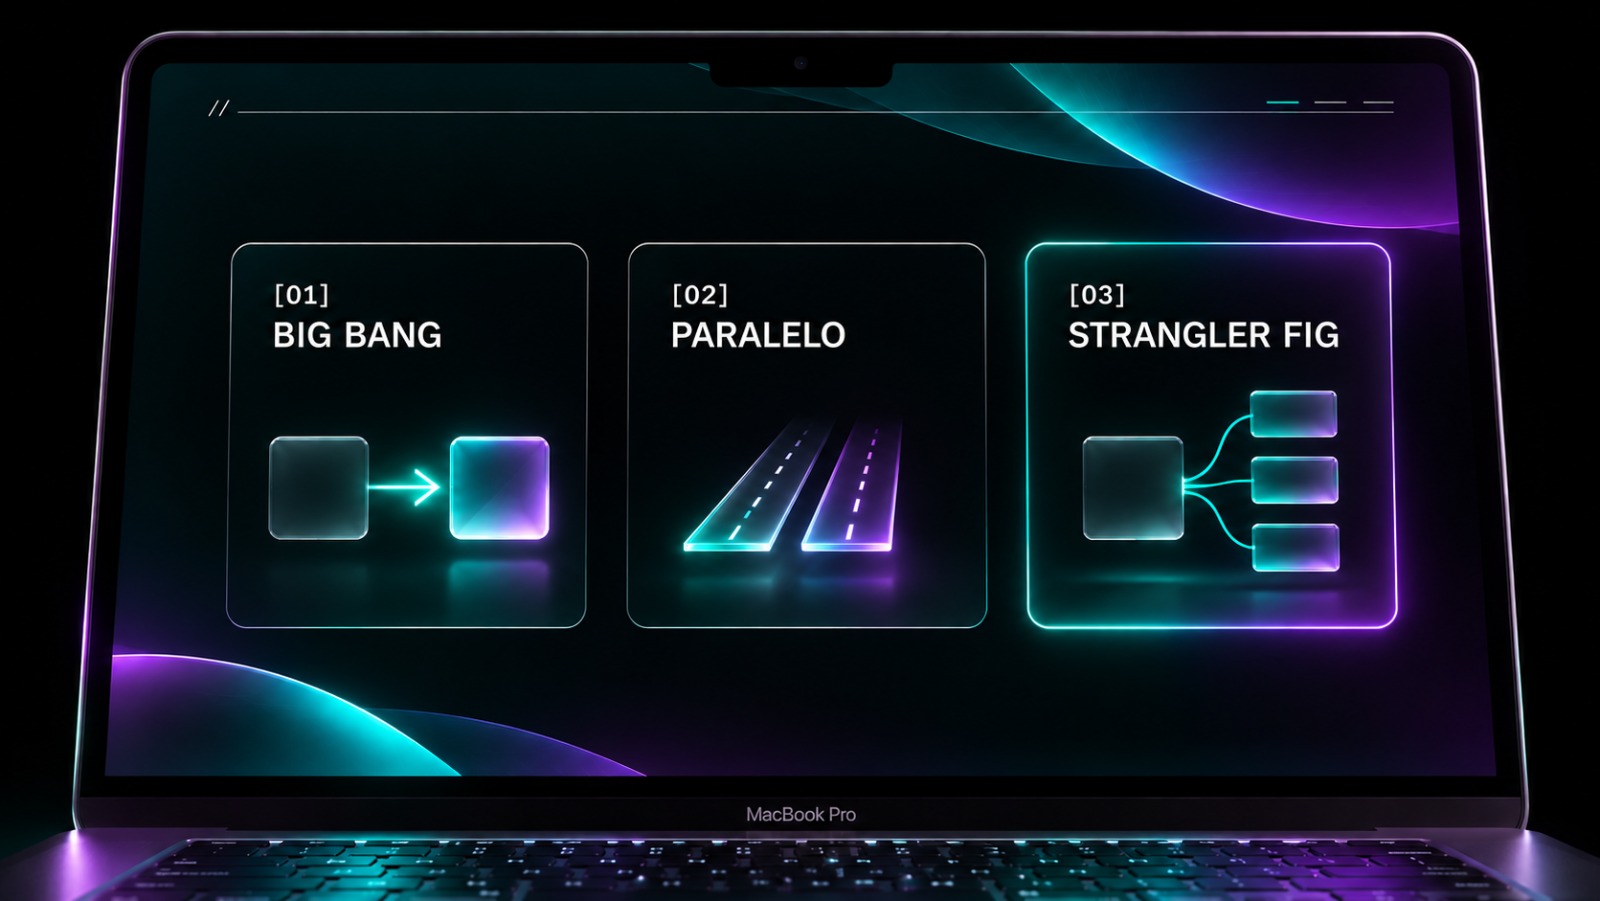 //
[01]
BIG BANG
[02]
PARALELO
[03]
STRANGLER FIG
MacBook Pro